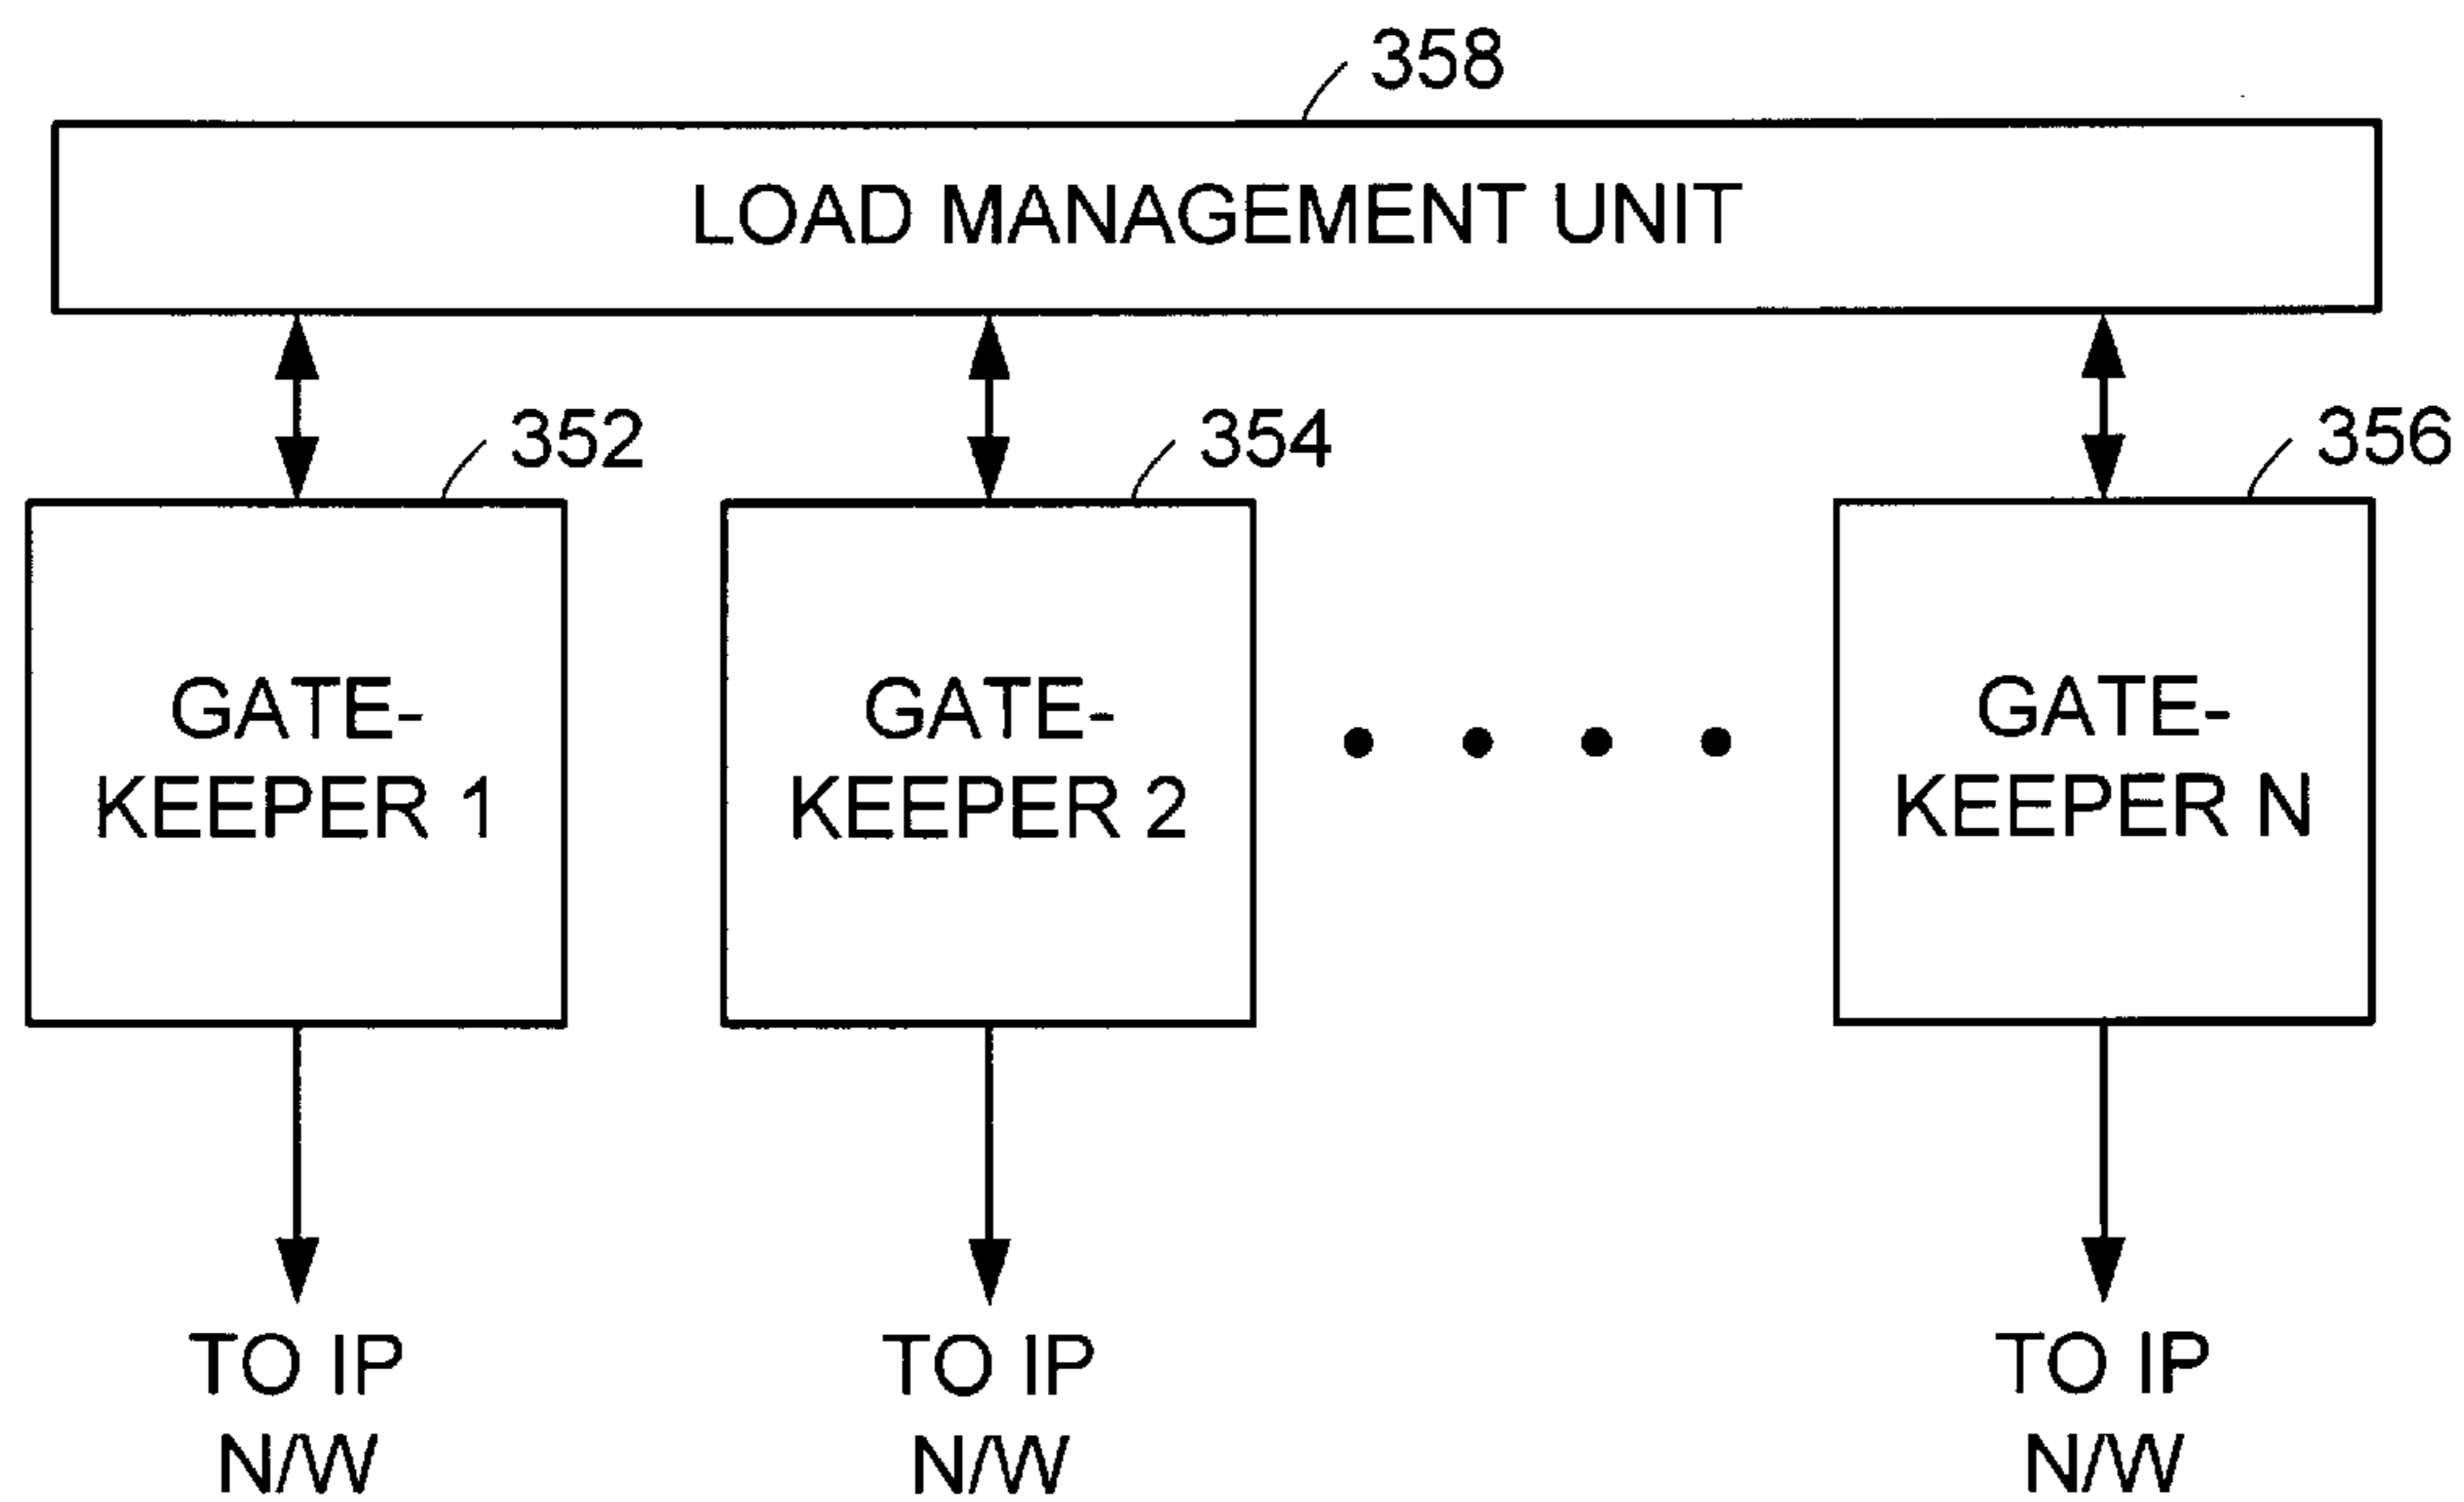 358
LOAD MANAGEMENT UNIT
352
354
356
GATE-
KEEPER 1
GATE-
KEEPER 2
GATE-
KEEPER N
TO IP
N/W
TO IP
N/W
TO IP
N/W